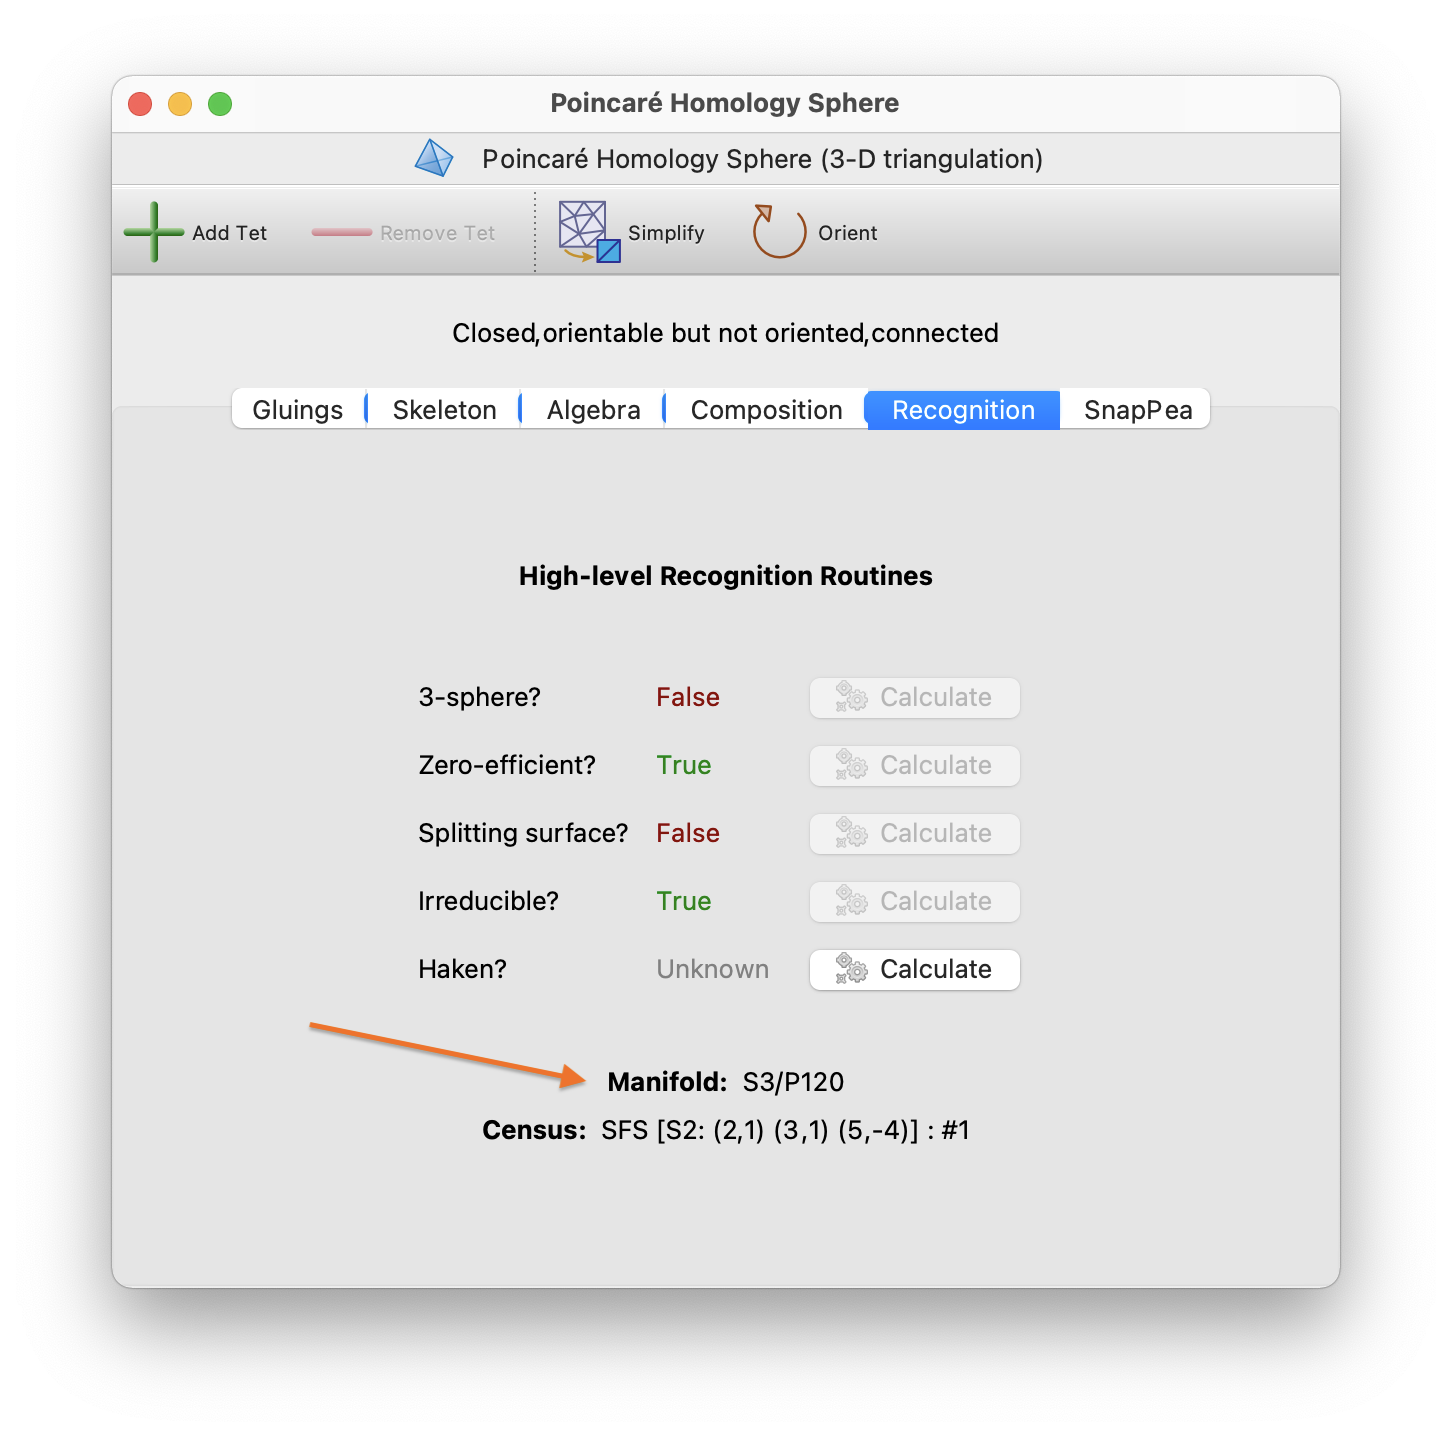 Poincaré Homology Sphere
Poincaré Homology Sphere (3-D triangulation)
Add Tet Remove Tet Simplify Orient
Closed,orientable but not oriented,connected
Gluings Skeleton Algebra Composition Recognition SnapPea
High-level Recognition Routines
3-sphere? False Calculate
Zero-efficient? True Calculate
Splitting surface? False Calculate
Irreducible? True Calculate
Haken? Unknown Calculate
Manifold: S3/P120
Census: SFS [S2: (2,1) (3,1) (5,-4)] : #1